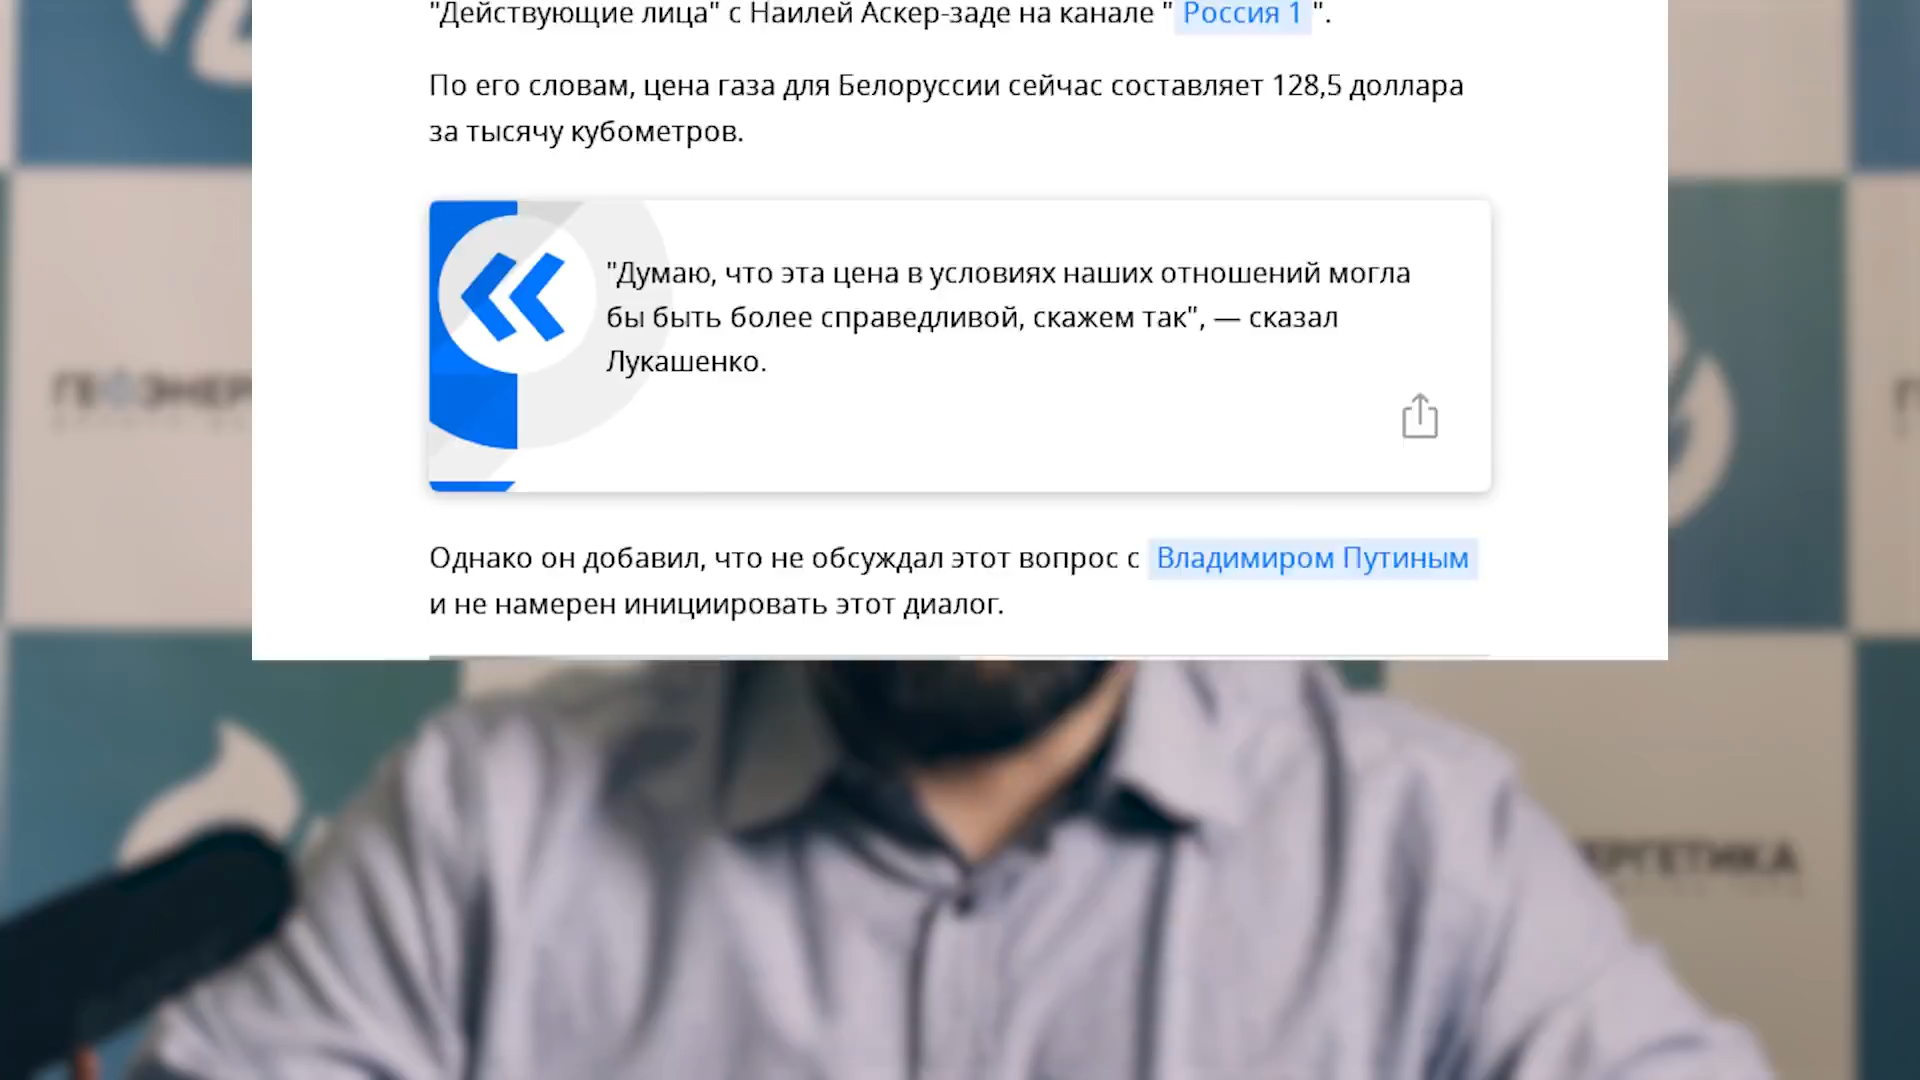 "Действующие лица" с Наилей Аскер-заде на канале " Россия 1 ".
По его словам, цена газа для Белоруссии сейчас составляет 128,5 доллара
за тысячу кубометров.
"Думаю, что эта цена в условиях наших отношений могла
бы быть более справедливой, скажем так", — сказал
Лукашенко.
Однако он добавил, что не обсуждал этот вопрос с Владимиром Путиным
и не намерен инициировать этот диалог.